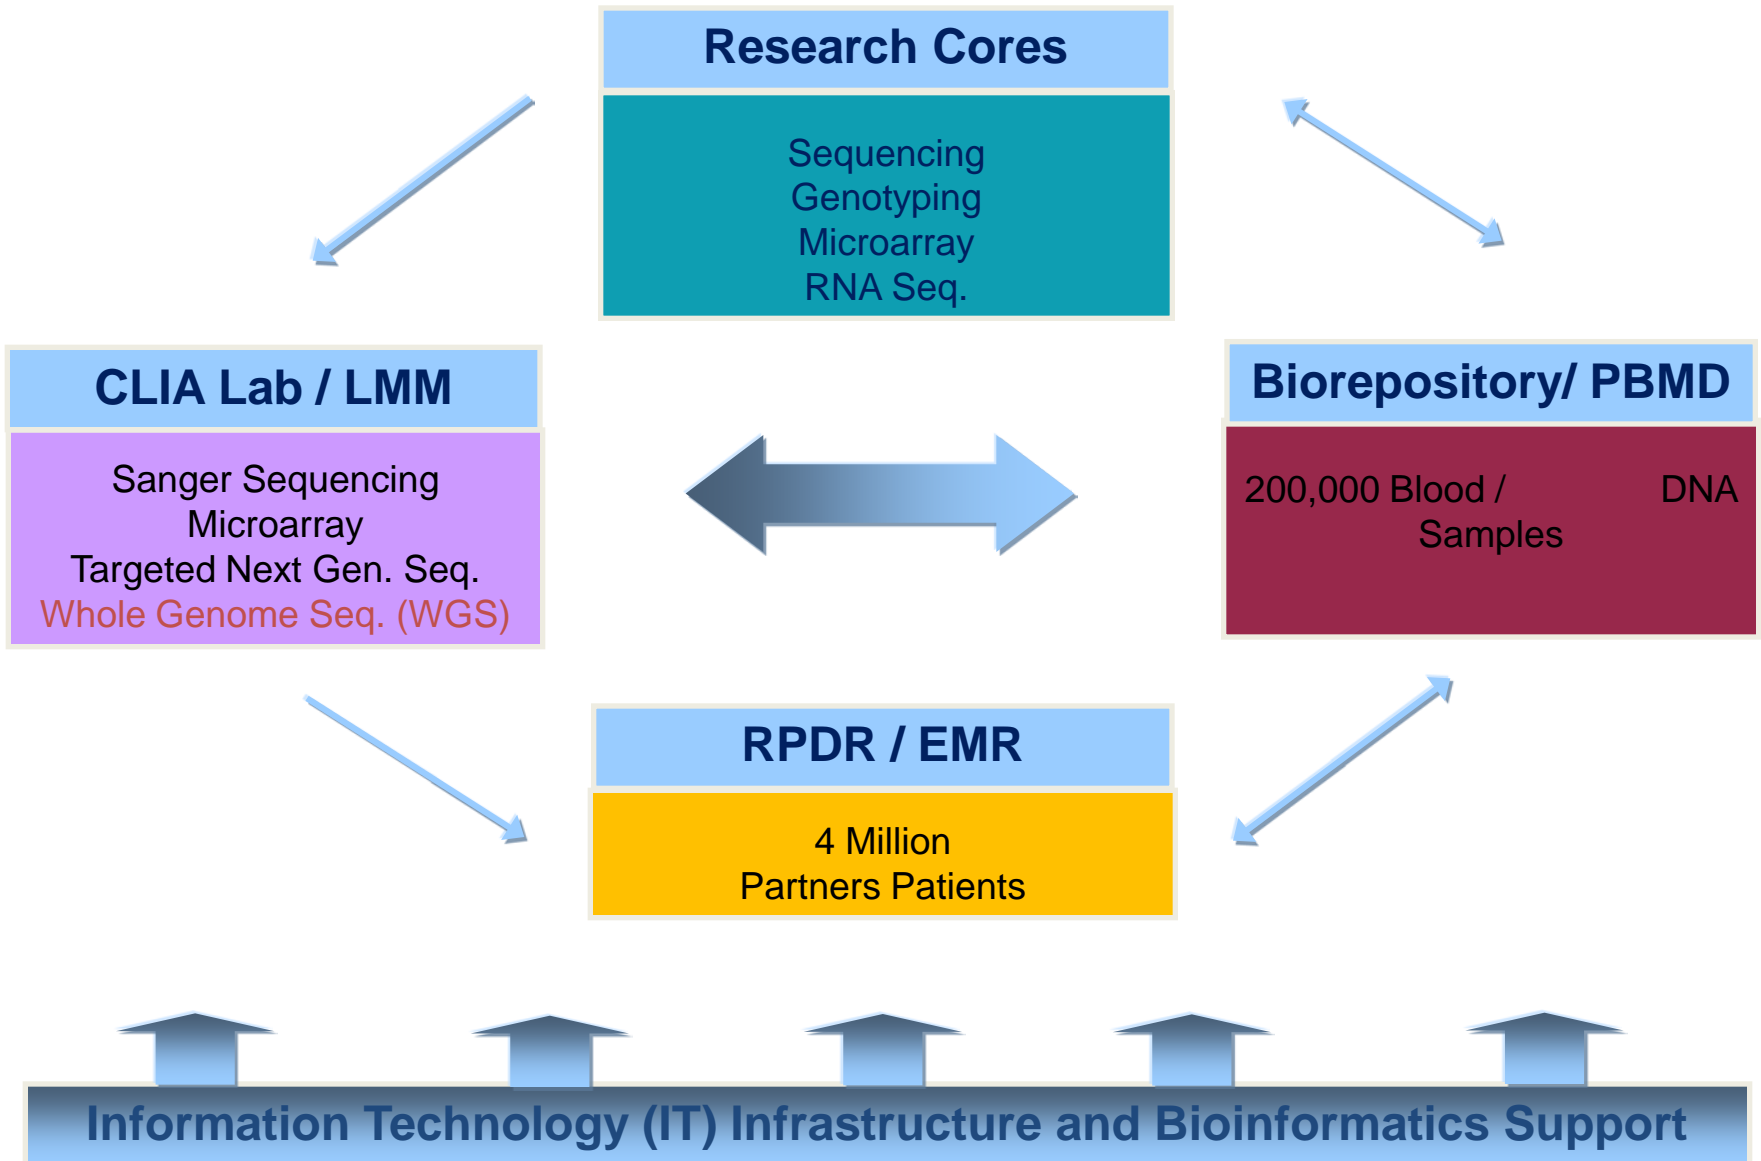 Research Cores
Sequencing
Genotyping
Microarray
RNA Seq.
CLIA Lab / LMM
Sanger Sequencing
Microarray
Targeted Next Gen. Seq.
Whole Genome Seq. (WGS)
Biorepository/ PBMD
200,000 Blood / DNA
Samples
RPDR / EMR
4 Million
Partners Patients
Information Technology (IT) Infrastructure and Bioinformatics Support